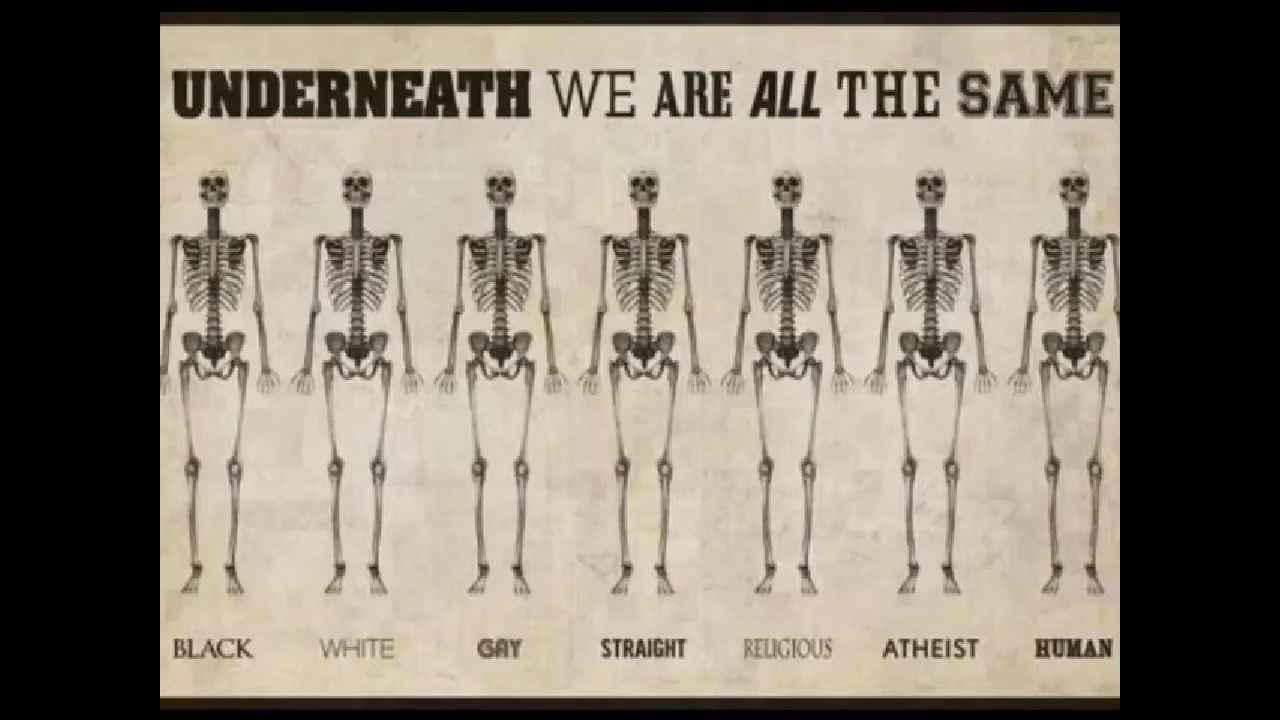 UNDERNEATH WE ARE ALL THE SAME
BLACK WHITE GAY STRAIGHT RELIGIOUS ATHEIST HUMAN